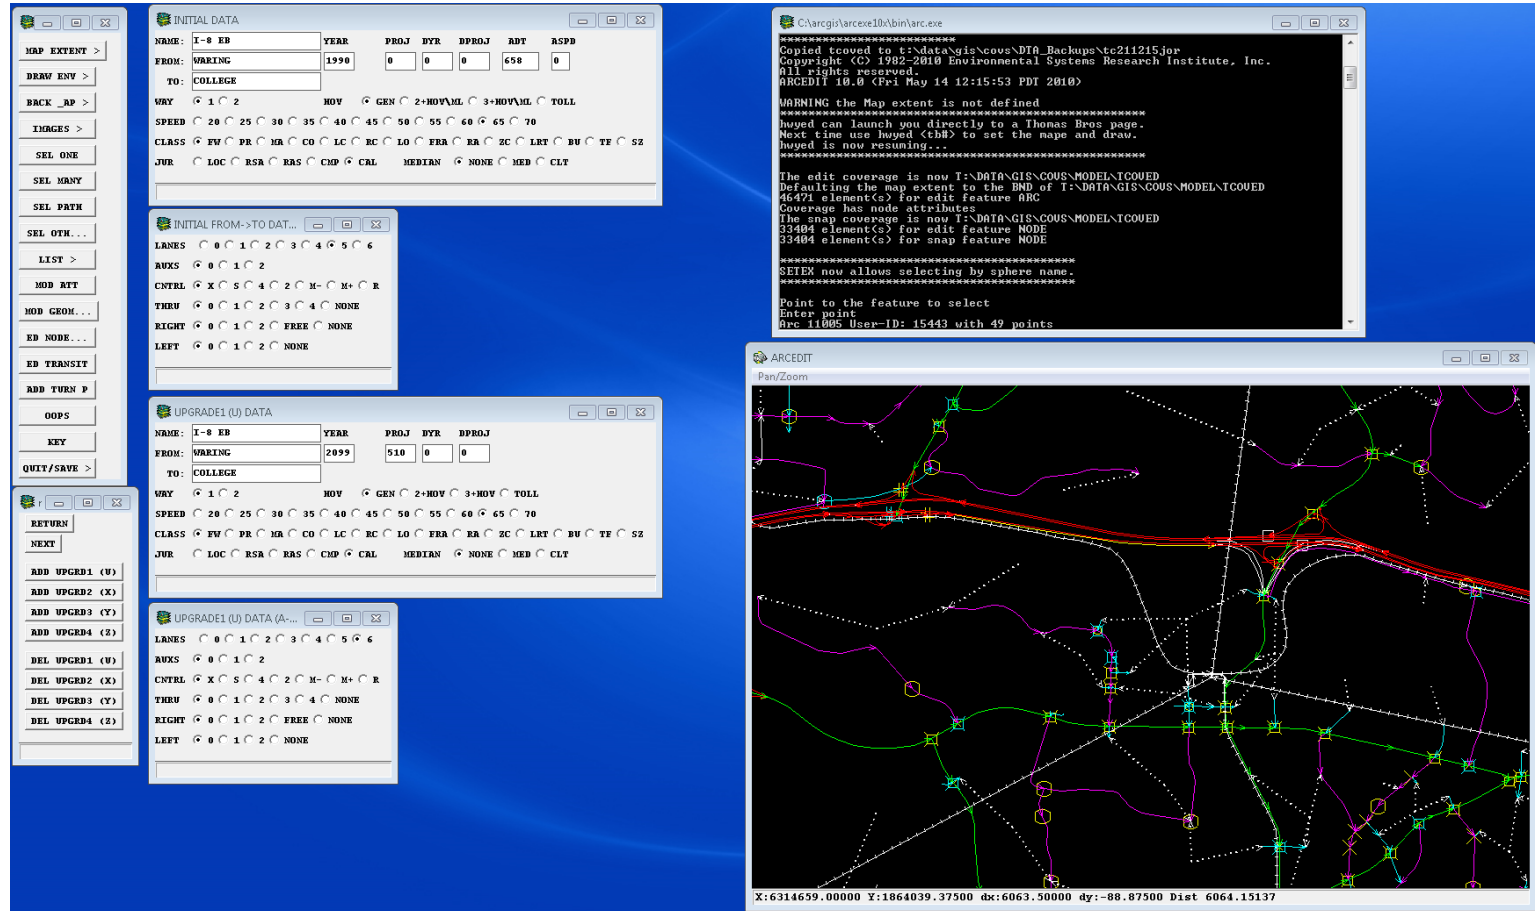 MAP EXTENT >
DRAW ENV >
BACK _AP >
IMAGES >
SEL ONE
SEL MANY
SEL PATH
SEL OTH...
LIST >
MOD ATT
MOD GEOM...
ED NODE...
ED TRANSIT
ADD TURN P
OOPS
KEY
QUIT/SAVE >
r
RETURN
NEXT
ADD UPGRD1 (U)
ADD UPGRD2 (X)
ADD UPGRD3 (Y)
ADD UPGRD4 (Z)
DEL UPGRD1 (U)
DEL UPGRD2 (X)
DEL UPGRD3 (Y)
DEL UPGRD4 (Z)
INITIAL DATA
NAME: I-8 EB YEAR PROJ DYR DPROJ ADT ASPD
FROM: WARING 1990 0 0 0 658 0
TO: COLLEGE
WAY 1 2 HOV GEN 2+HOV\ML 3+HOV\ML TOLL
SPEED 20 25 30 35 40 45 50 55 60 65 70
CLASS FW PR MA CO LC RC LO FRA RA ZC LRT BU TF SZ
JUR LOC RSA RAS CMP CAL MEDIAN NONE MED CLT
INITIAL FROM->TO DAT...
LANES 0 1 2 3 4 5 6
AUXS 0 1 2
CNTRL X S 4 2 M- M+ R
THRU 0 1 2 3 4 NONE
RIGHT 0 1 2 FREE NONE
LEFT 0 1 2 NONE
UPGRADE1 (U) DATA
NAME: I-8 EB YEAR PROJ DYR DPROJ
FROM: WARING 2099 510 0 0
TO: COLLEGE
WAY 1 2 HOV GEN 2+HOV 3+HOV TOLL
SPEED 20 25 30 35 40 45 50 55 60 65 70
CLASS FW PR MA CO LC RC LO FRA RA ZC LRT BU TF SZ
JUR LOC RSA RAS CMP CAL MEDIAN NONE MED CLT
UPGRADE1 (U) DATA (A-...
LANES 0 1 2 3 4 5 6
AUXS 0 1 2
CNTRL X S 4 2 M- M+ R
THRU 0 1 2 3 4 NONE
RIGHT 0 1 2 FREE NONE
LEFT 0 1 2 NONE
C:\arcgis\arcexe10x\bin\arc.exe
**************************
Copied tcoved to t:\data\gis\covs\DTA_Backups\tc211215jor
Copyright (C) 1982-2010 Environmental Systems Research Institute, Inc.
All rights reserved.
ARCEDIT 10.0 (Fri May 14 12:15:53 PDT 2010)
WARNING the Map extent is not defined
*******************************************************
hwyed can launch you directly to a Thomas Bros page.
Next time use hwyed <tb#> to set the mape and draw.
hwyed is now resuming...
*******************************************************
The edit coverage is now T:\DATA\GIS\COVS\MODEL\TCOVED
Defaulting the map extent to the BND of T:\DATA\GIS\COVS\MODEL\TCOVED
46471 element(s) for edit feature ARC
Coverage has node attributes
The snap coverage is now T:\DATA\GIS\COVS\MODEL\TCOVED
33404 element(s) for edit feature NODE
33404 element(s) for snap feature NODE
*********************************************
SETEX now allows selecting by sphere name.
*********************************************
Point to the feature to select
Enter point
Arc 11005 User-ID: 15443 with 49 points
ARCEDIT
Pan/Zoom
X:6314659.00000 Y:1864039.37500 dx:6063.50000 dy:-88.87500 Dist 6064.15137